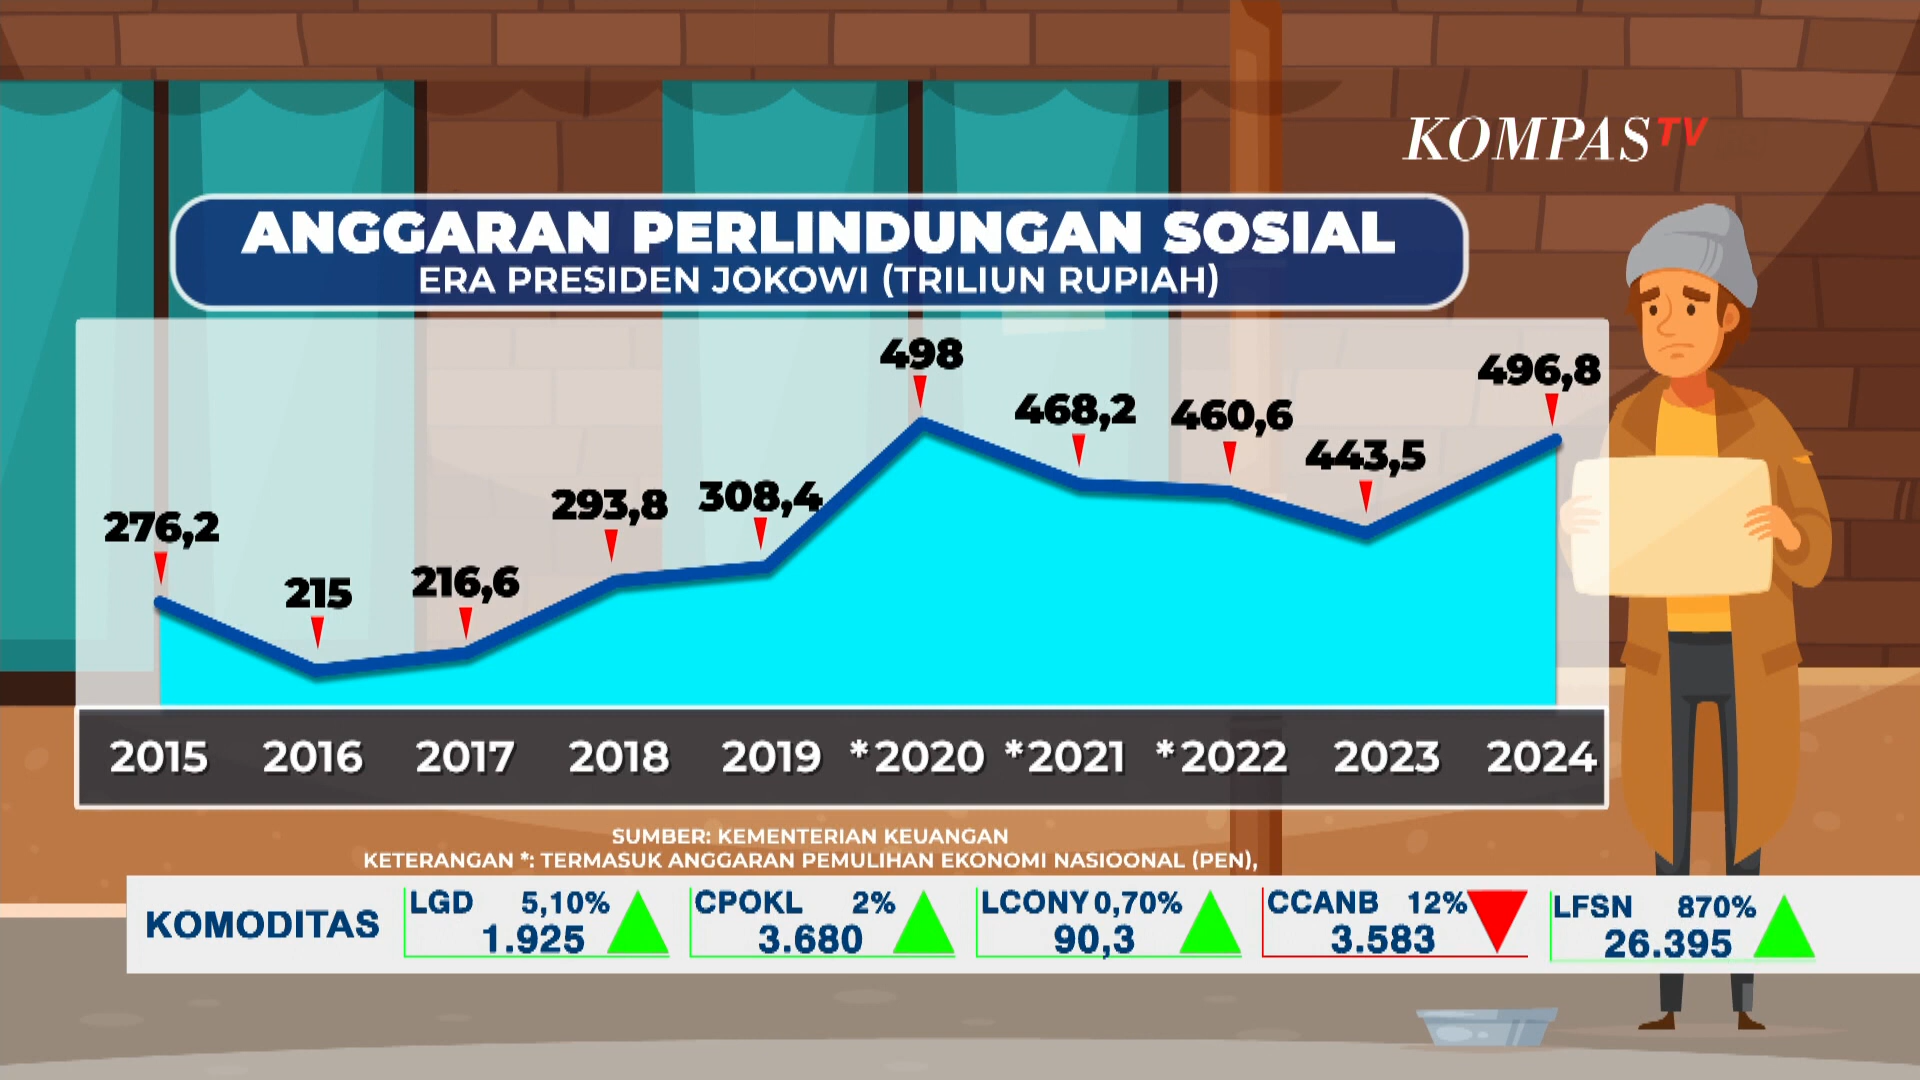 KOMPASTV
ANGGARAN PERLINDUNGAN SOSIAL
ERA PRESIDEN JOKOWI (TRILIUN RUPIAH)
276,2
215
216,6
293,8
308,4
498
468,2
460,6
443,5
496,8
2015 2016 2017 2018 2019 *2020 *2021 *2022 2023 2024
SUMBER: KEMENTERIAN KEUANGAN
KETERANGAN *: TERMASUK ANGGARAN PEMULIHAN EKONOMI NASIOONAL (PEN),
KOMODITAS
LGD 5,10%
1.925
CPOKL 2%
3.680
LCONY 0,70%
90,3
CCANB 12%
3.583
LFSN 870%
26.395